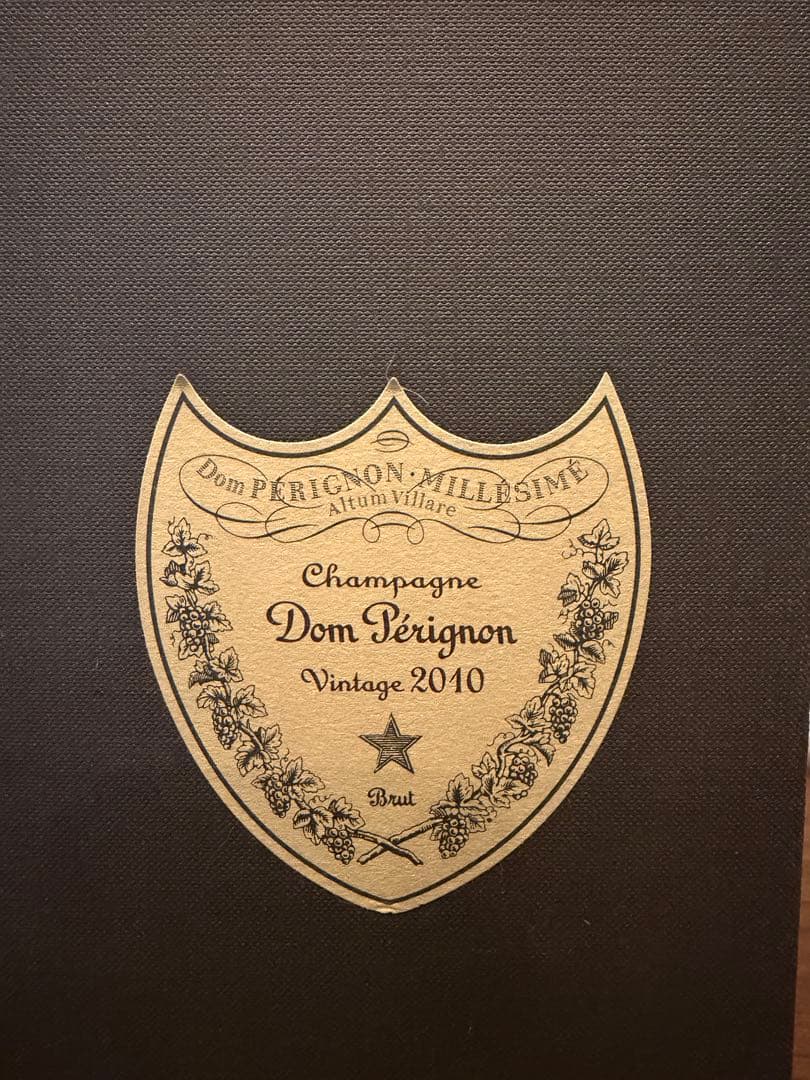 Dom PÉRIGNON · MILLÉSIMÉ
Altum Villare
Champagne
Dom Pérignon
Vintage 2010
Brut